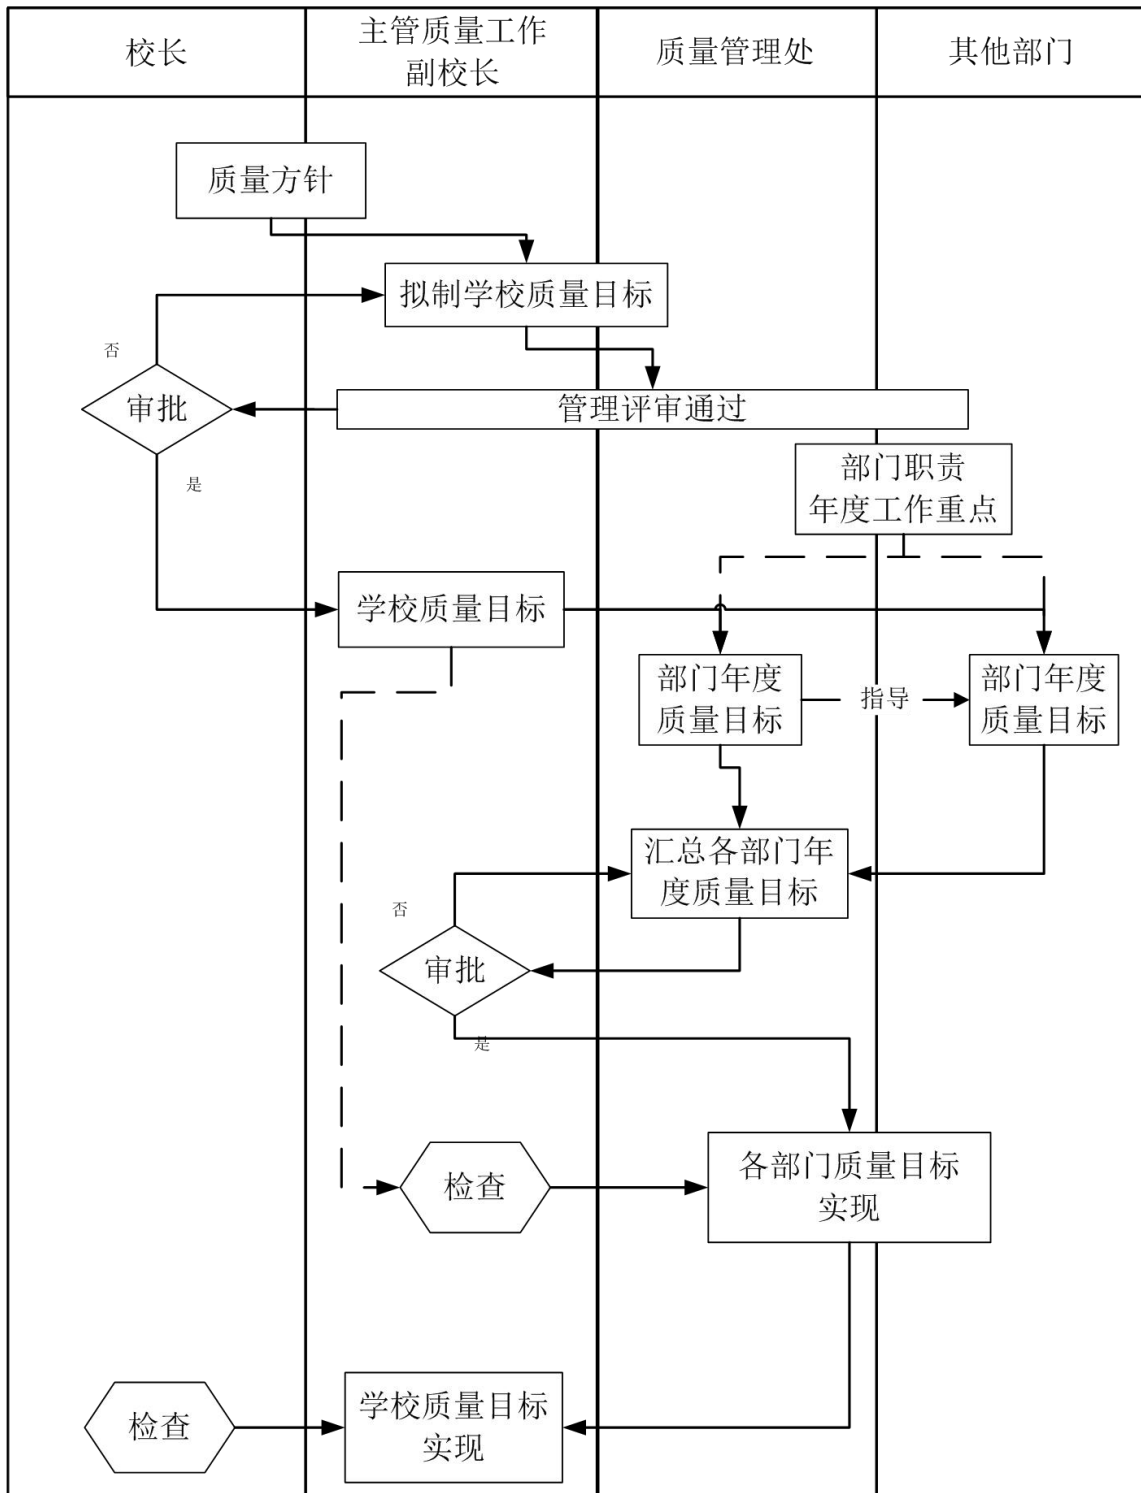 校长
主管质量工作
副校长
质量管理处
其他部门
质量方针
拟制学校质量目标
否
审批
管理评审通过
是
部门职责
年度工作重点
学校质量目标
部门年度
质量目标
指导
部门年度
质量目标
汇总各部门年
度质量目标
否
审批
是
检查
各部门质量目标
实现
检查
学校质量目标
实现